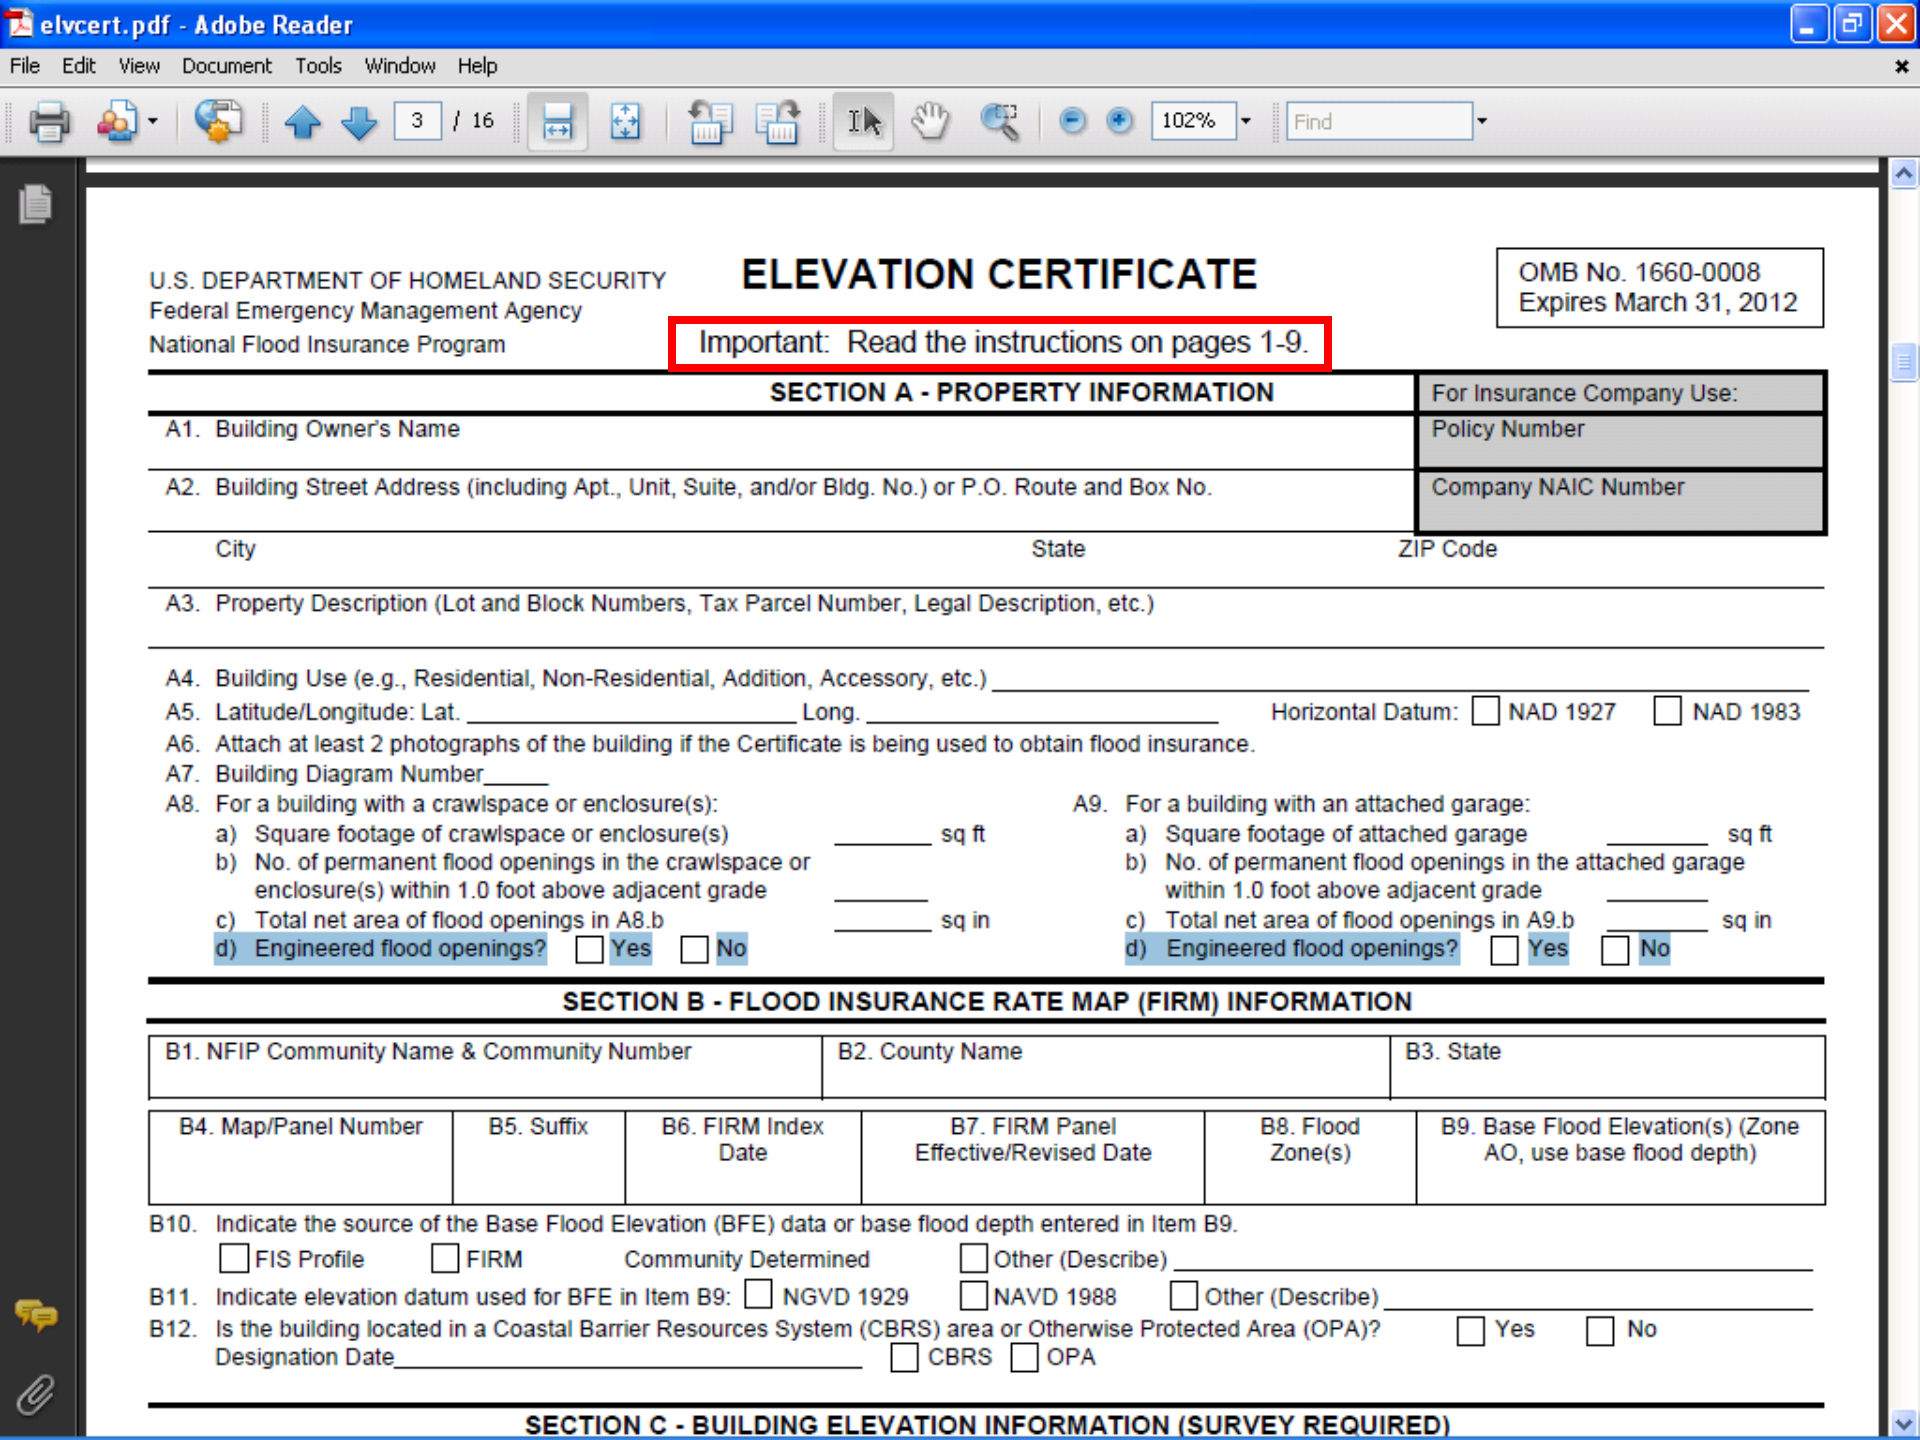 elvcert.pdf - Adobe Reader
File Edit View Document Tools Window Help
3 / 16 102% Find
U.S. DEPARTMENT OF HOMELAND SECURITY
Federal Emergency Management Agency
National Flood Insurance Program
ELEVATION CERTIFICATE
Important: Read the instructions on pages 1-9.
OMB No. 1660-0008
Expires March 31, 2012
SECTION A - PROPERTY INFORMATION
For Insurance Company Use:
A1. Building Owner's Name
Policy Number
A2. Building Street Address (including Apt., Unit, Suite, and/or Bldg. No.) or P.O. Route and Box No.
Company NAIC Number
City State ZIP Code
A3. Property Description (Lot and Block Numbers, Tax Parcel Number, Legal Description, etc.)
A4. Building Use (e.g., Residential, Non-Residential, Addition, Accessory, etc.)
A5. Latitude/Longitude: Lat. Long. Horizontal Datum: NAD 1927 NAD 1983
A6. Attach at least 2 photographs of the building if the Certificate is being used to obtain flood insurance.
A7. Building Diagram Number
A8. For a building with a crawlspace or enclosure(s):
a) Square footage of crawlspace or enclosure(s) sq ft
b) No. of permanent flood openings in the crawlspace or
enclosure(s) within 1.0 foot above adjacent grade
c) Total net area of flood openings in A8.b sq in
d) Engineered flood openings? Yes No
A9. For a building with an attached garage:
a) Square footage of attached garage sq ft
b) No. of permanent flood openings in the attached garage
within 1.0 foot above adjacent grade
c) Total net area of flood openings in A9.b sq in
d) Engineered flood openings? Yes No
SECTION B - FLOOD INSURANCE RATE MAP (FIRM) INFORMATION
B1. NFIP Community Name & Community Number
B2. County Name
B3. State
B4. Map/Panel Number
B5. Suffix
B6. FIRM Index
Date
B7. FIRM Panel
Effective/Revised Date
B8. Flood
Zone(s)
B9. Base Flood Elevation(s) (Zone
AO, use base flood depth)
B10. Indicate the source of the Base Flood Elevation (BFE) data or base flood depth entered in Item B9.
FIS Profile FIRM Community Determined Other (Describe)
B11. Indicate elevation datum used for BFE in Item B9: NGVD 1929 NAVD 1988 Other (Describe)
B12. Is the building located in a Coastal Barrier Resources System (CBRS) area or Otherwise Protected Area (OPA)? Yes No
Designation Date CBRS OPA
SECTION C - BUILDING ELEVATION INFORMATION (SURVEY REQUIRED)